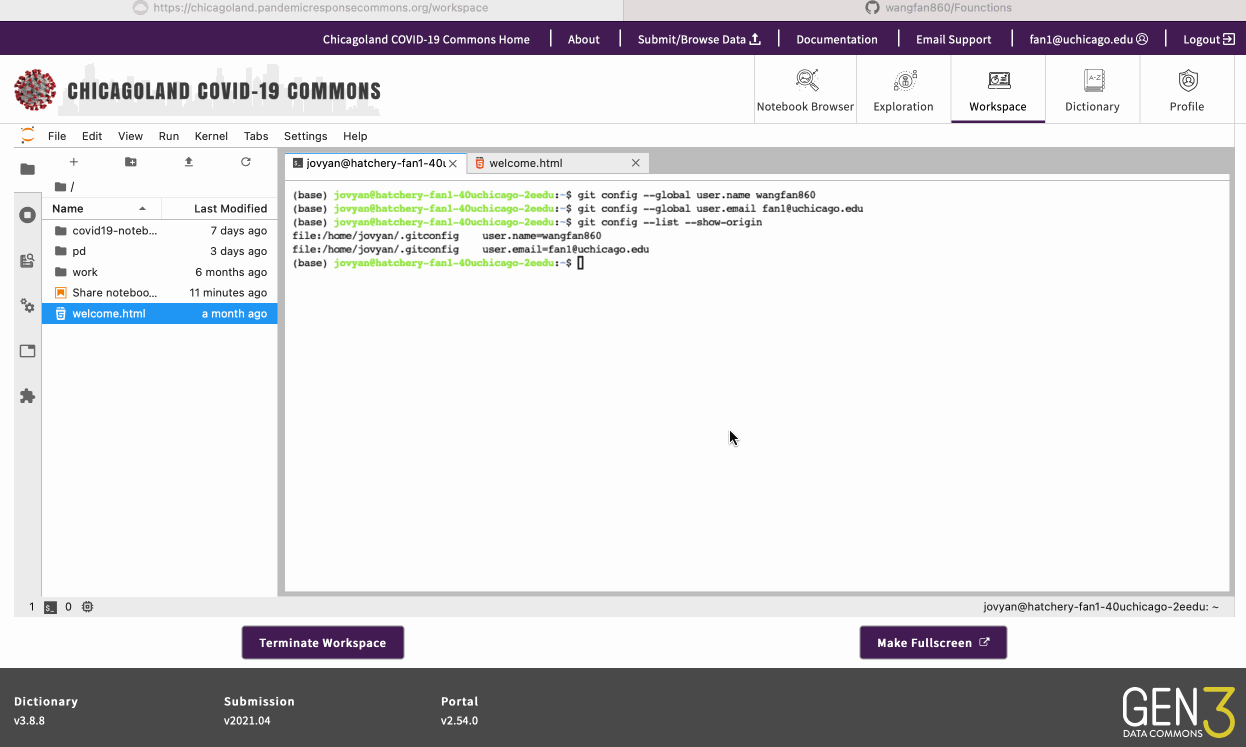 https://chicagoland.pandemicresponsecommons.org/workspace
wangfan860/Founctions
Chicagoland COVID-19 Commons Home
About
Submit/Browse Data
Documentation
Email Support
fan1@uchicago.edu
Logout
CHICAGOLAND COVID-19 COMMONS
Notebook Browser
Exploration
Workspace
A-Z
Dictionary
Profile
File Edit View Run Kernel Tabs Settings Help
jovyan@hatchery-fan1-40u
welcome.html
/
Name Last Modified
covid19-noteb... 7 days ago
pd 3 days ago
work 6 months ago
Share noteboo... 11 minutes ago
welcome.html a month ago
(base) jovyan@hatchery-fan1-40uchicago-2eedu:~$ git config --global user.name wangfan860
(base) jovyan@hatchery-fan1-40uchicago-2eedu:~$ git config --global user.email fan1@uchicago.edu
(base) jovyan@hatchery-fan1-40uchicago-2eedu:~$ git config --list --show-origin
file:/home/jovyan/.gitconfig user.name=wangfan860
file:/home/jovyan/.gitconfig user.email=fan1@uchicago.edu
(base) jovyan@hatchery-fan1-40uchicago-2eedu:~$
1 0
jovyan@hatchery-fan1-40uchicago-2eedu: ~
Terminate Workspace
Make Fullscreen
Dictionary
v3.8.8
Submission
v2021.04
Portal
v2.54.0
GEN3
DATA COMMONS